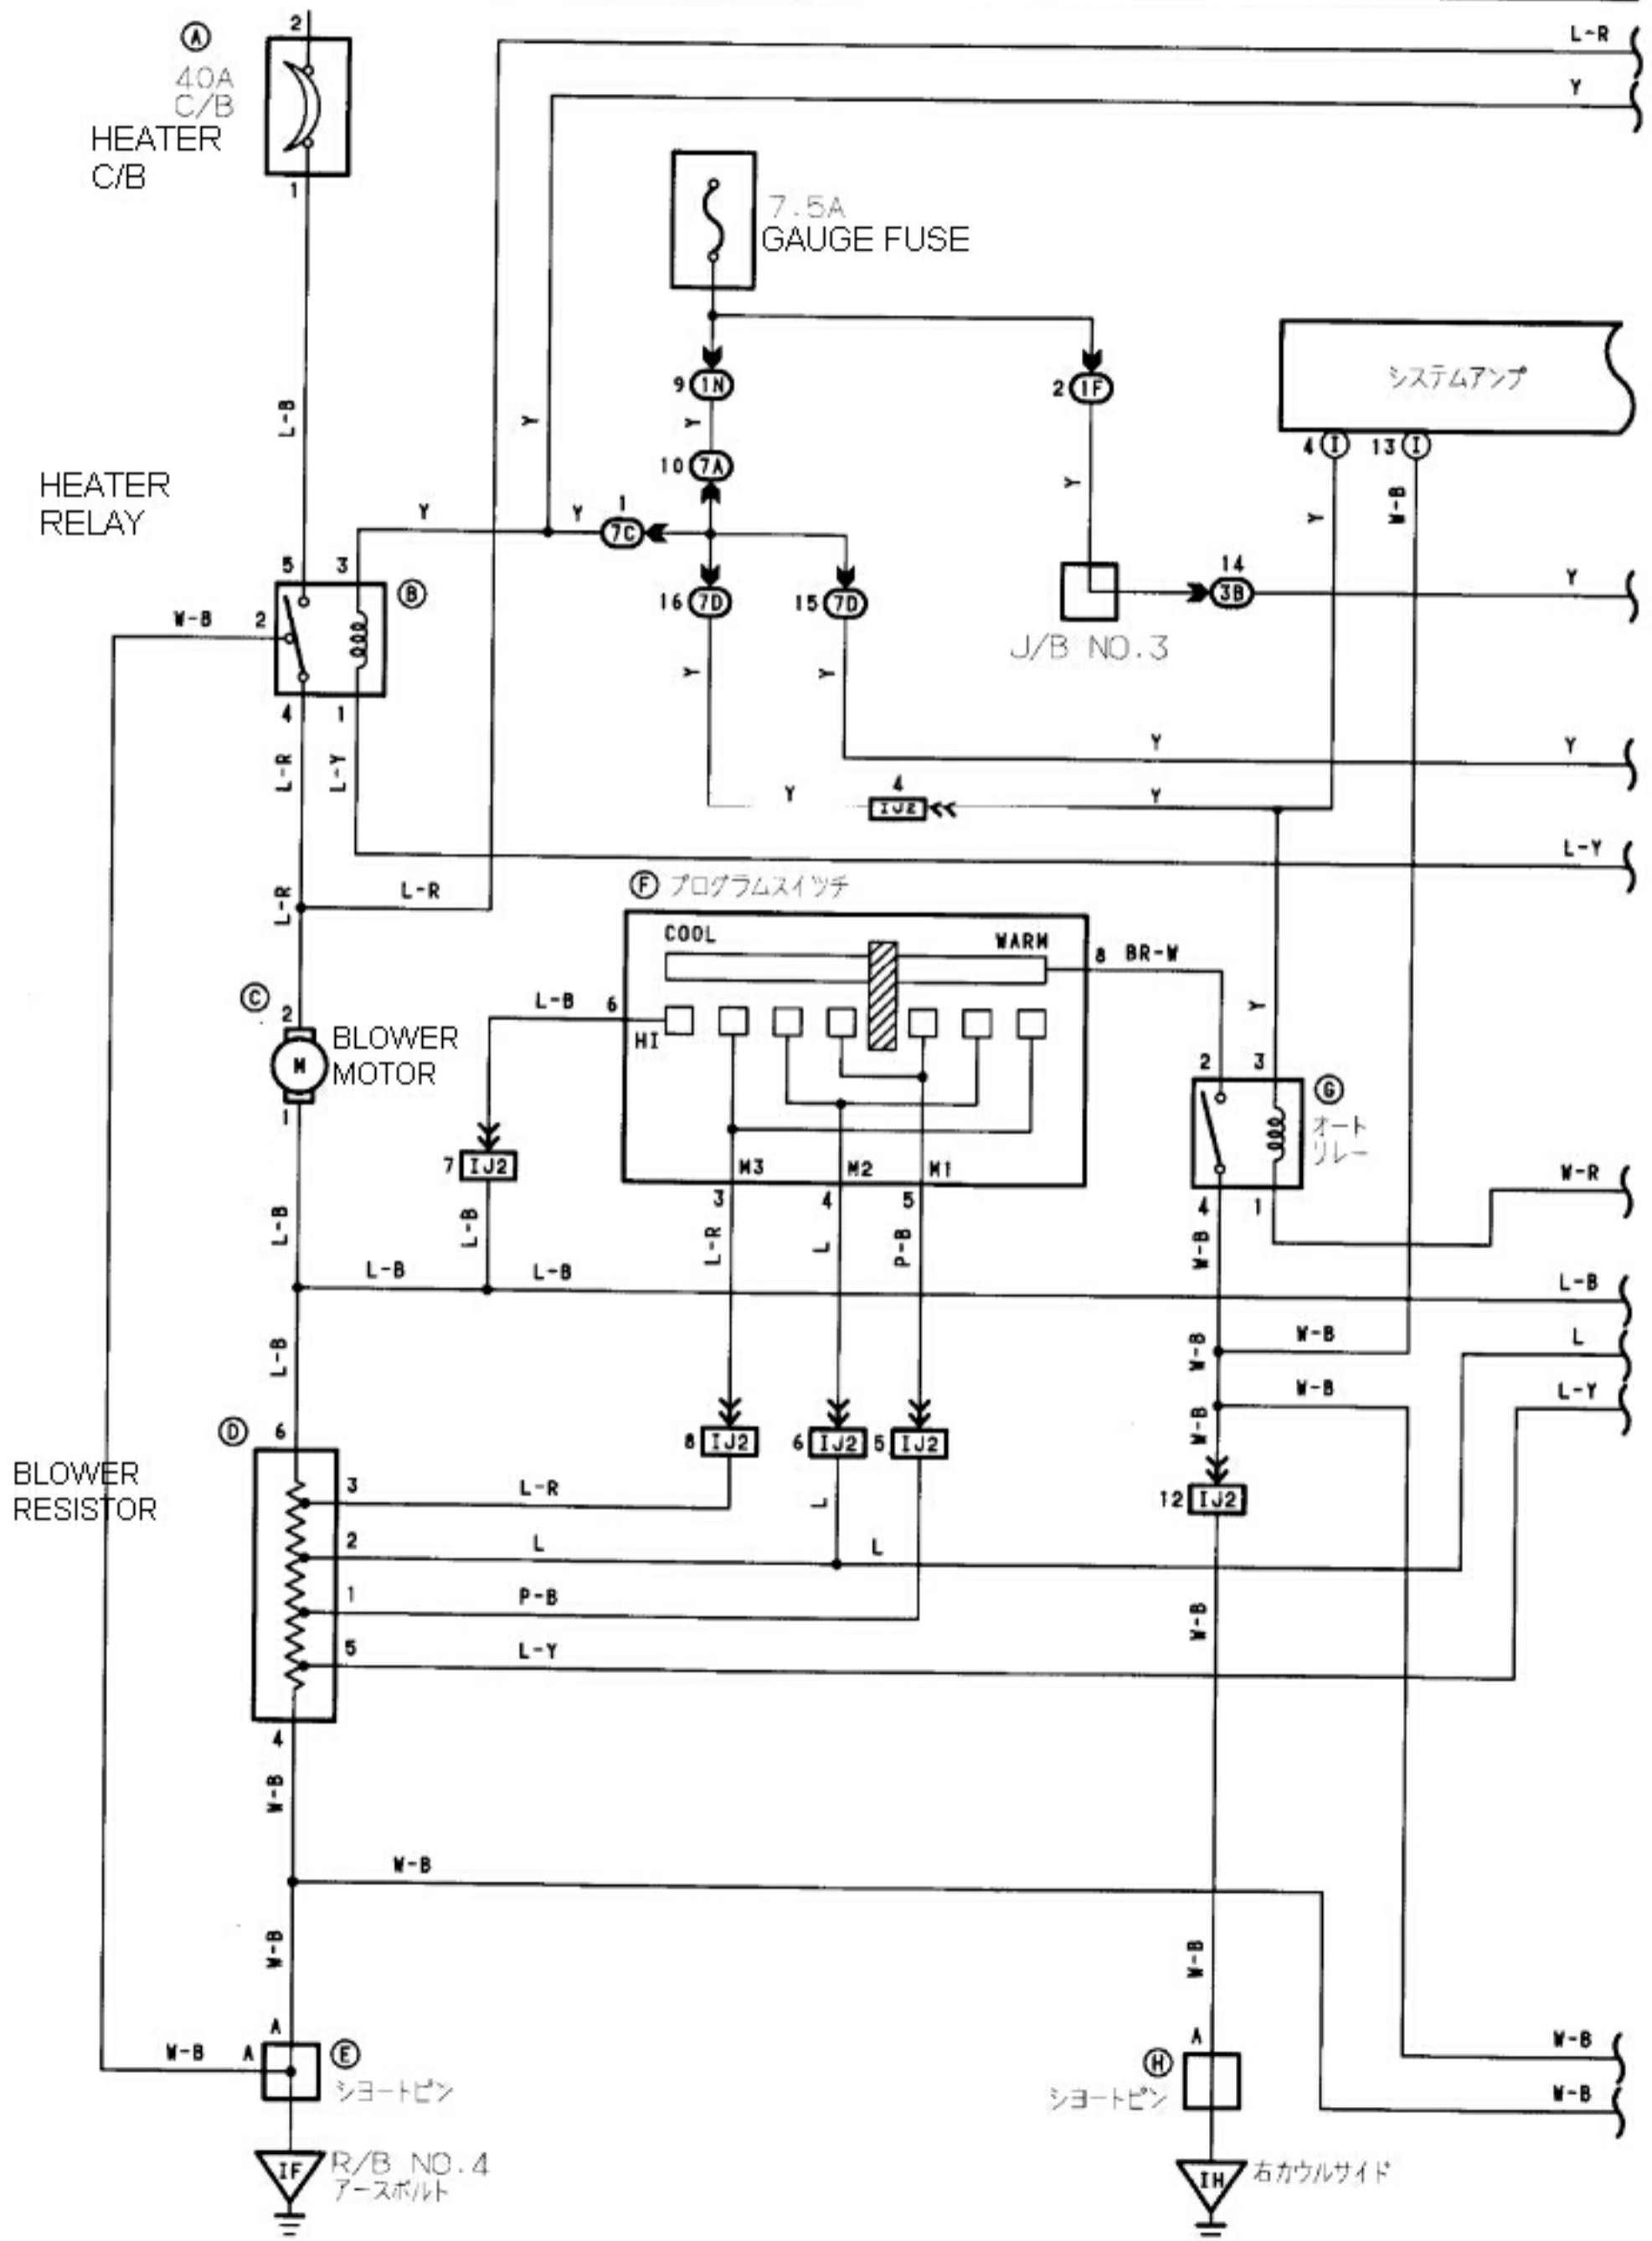 2
A
L-R
40A
C/B
Y
HEATER
C/B
1
7.5A
GAUGE FUSE
システムアンプ
9 1N
2 1F
L-B
Y
Y
10 7A
4 I
13 I
HEATER
RELAY
Y
Y
1
7C
Y
Y
W-B
5
3
B
16 7D
15 7D
14
3B
Y
W-B
2
J/B NO.3
Y
Y
4
1
L-R
L-Y
Y
Y
Y
4
IJ2
Y
L-Y
L-R
L-R
F プログラムスイッチ
COOL
WARM
8
BR-W
C
2
L-B
6
HI
Y
M
BLOWER
MOTOR
1
2
3
G
オート
リレー
7 IJ2
M3
M2
M1
W-R
3
4
5
4
1
L-B
L-B
L-R
L
P-B
W-B
L-B
L-B
L-B
L-B
W-B
W-B
L
W-B
L-Y
W-B
D
6
8 IJ2
6 IJ2
5 IJ2
BLOWER
RESISTOR
3
L-R
12 IJ2
L
2
L
L
1
P-B
W-B
5
L-Y
4
W-B
W-B
W-B
W-B
A
A
W-B
W-B
A
E
H
シヨートピン
シヨートピン
W-B
IF
R/B NO.4
アースボルト
IH
右カウルサイド